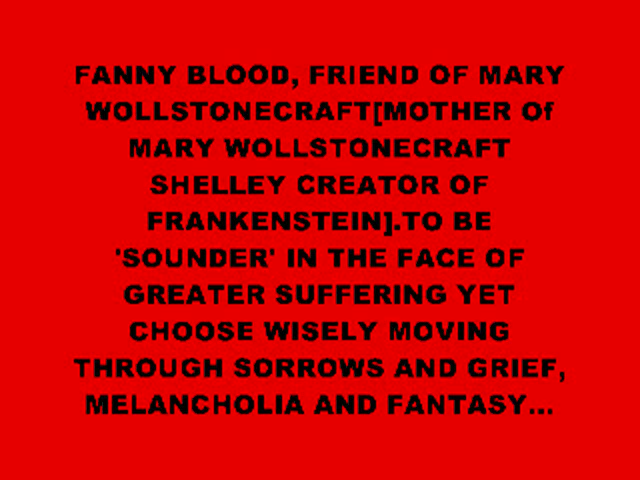 FANNY BLOOD, FRIEND OF MARY
WOLLSTONECRAFT[MOTHER Of
MARY WOLLSTONECRAFT
SHELLEY CREATOR OF
FRANKENSTEIN].TO BE
'SOUNDER' IN THE FACE OF
GREATER SUFFERING YET
CHOOSE WISELY MOVING
THROUGH SORROWS AND GRIEF,
MELANCHOLIA AND FANTASY...